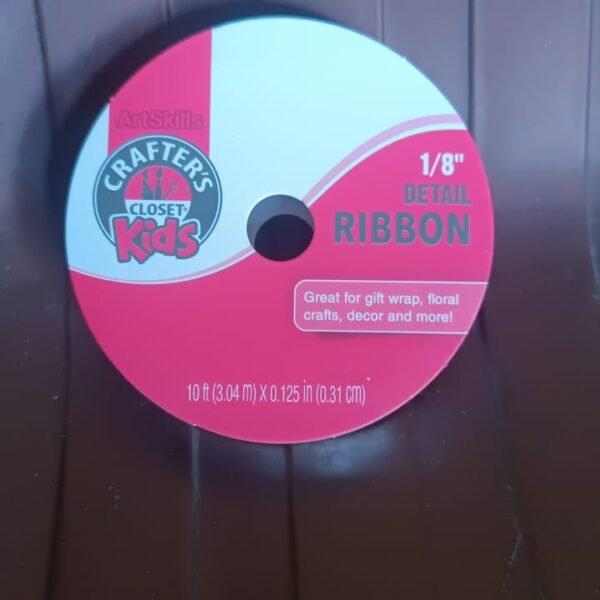 ArtSkills
CRAFTER'S
CLOSET®
Kids
1/8"
DETAIL
RIBBON
Great for gift wrap, floral
crafts, decor and more!
10 ft (3.04 m) X 0.125 in (0.31 cm)